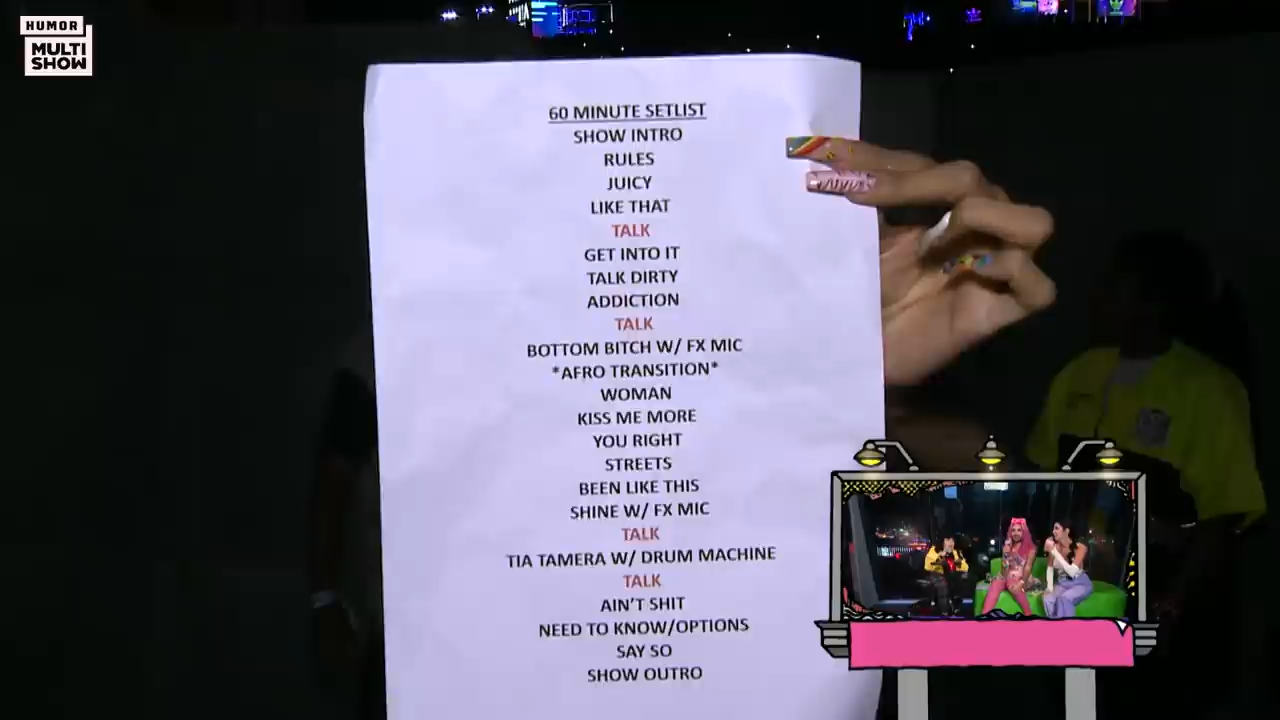 HUMOR
MULTI
SHOW
60 MINUTE SETLIST
SHOW INTRO
RULES
JUICY
LIKE THAT
TALK
GET INTO IT
TALK DIRTY
ADDICTION
TALK
BOTTOM BITCH W/ FX MIC
*AFRO TRANSITION*
WOMAN
KISS ME MORE
YOU RIGHT
STREETS
BEEN LIKE THIS
SHINE W/ FX MIC
TALK
TIA TAMERA W/ DRUM MACHINE
TALK
AIN'T SHIT
NEED TO KNOW/OPTIONS
SAY SO
SHOW OUTRO